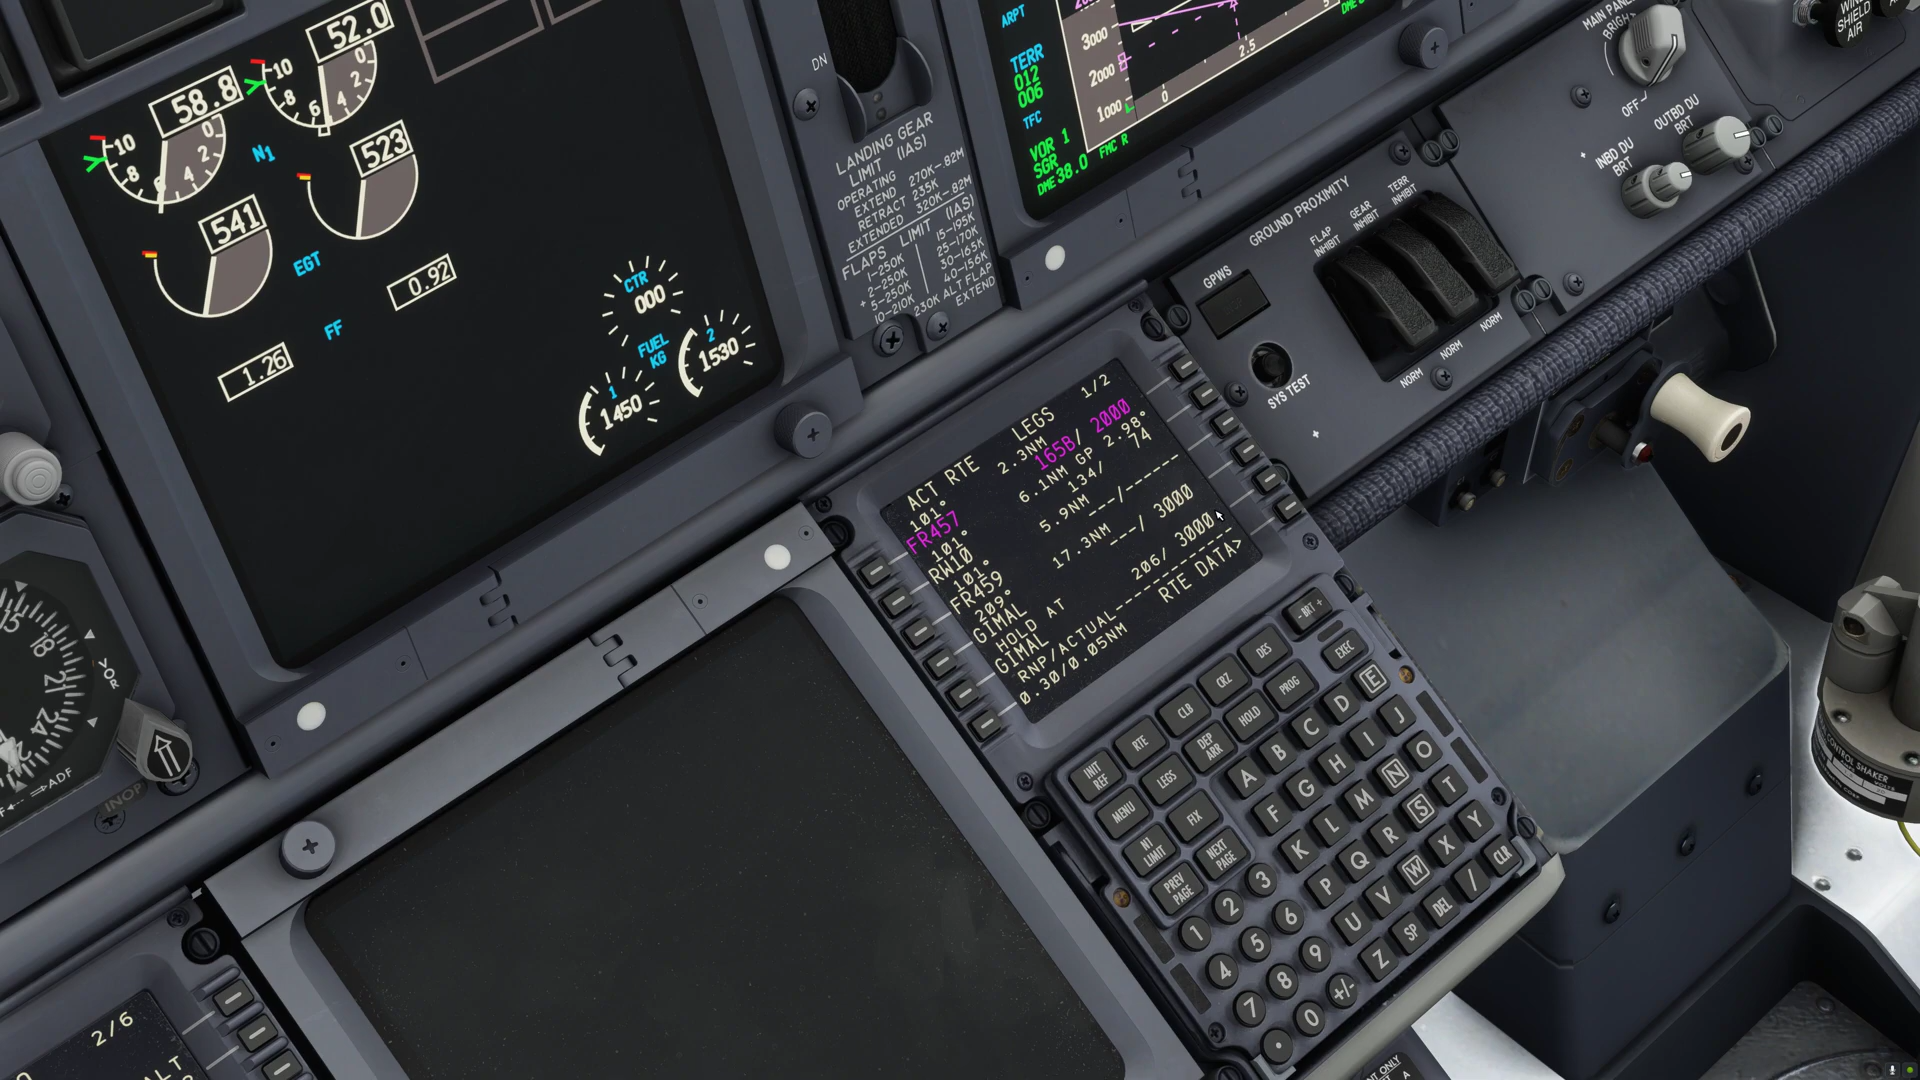 58.8
10
8
6
4
2
0
52.0
10
8
6
4
2
0
N1
541
523
EGT
1.26
FF
0.92
CTR
000
FUEL
KG
1
1450
2
1530
DN
LANDING GEAR
LIMIT (IAS)
OPERATING
EXTEND 270K-.82M
RETRACT 235K
EXTENDED 320K-.82M
FLAPS LIMIT (IAS)
1-250K 15-195K
2-250K 25-170K
5-250K 30-165K
10-210K 40-156K
230K ALT FLAP
EXTEND
ARPT
TERR
012
006
TFC
VOR 1
SGR
DME 38.0
FMC R
3000
2000
1000
0
2.5
MAIN PANEL
BRIGHT
OFF
OUTBD DU
BRT
INBD DU
BRT
WINDSHIELD
AIR
GROUND PROXIMITY
GPWS
FLAP
INHIBIT
GEAR
INHIBIT
TERR
INHIBIT
NORM
NORM
NORM
SYS TEST
ACT RTE LEGS 1/2
101° 2.3NM
FR457 165B/ 2000
101° 6.1NM GP 2.98°
RW10 134/ 74
101° 5.9NM
FR459 ---/------
209° 17.3NM
GIMAL ---/ 3000
HOLD AT
GIMAL 206/ 3000
RNP/ACTUAL------------
0.30/0.05NM RTE DATA>
- BRT +
INIT
REF
RTE
CLB
CRZ
DES
MENU
LEGS
DEP
ARR
HOLD
PROG
EXEC
N1
LIMIT
FIX
PREV
PAGE
NEXT
PAGE
A B C D E
F G H I J
K L M N O
P Q R S T
U V W X Y
Z SP DEL / CLR
1 2 3
4 5 6
7 8 9
. 0 +/-
15
18
21
24
VOR
ADF
INOP
2/6
CONTROL SHAKER